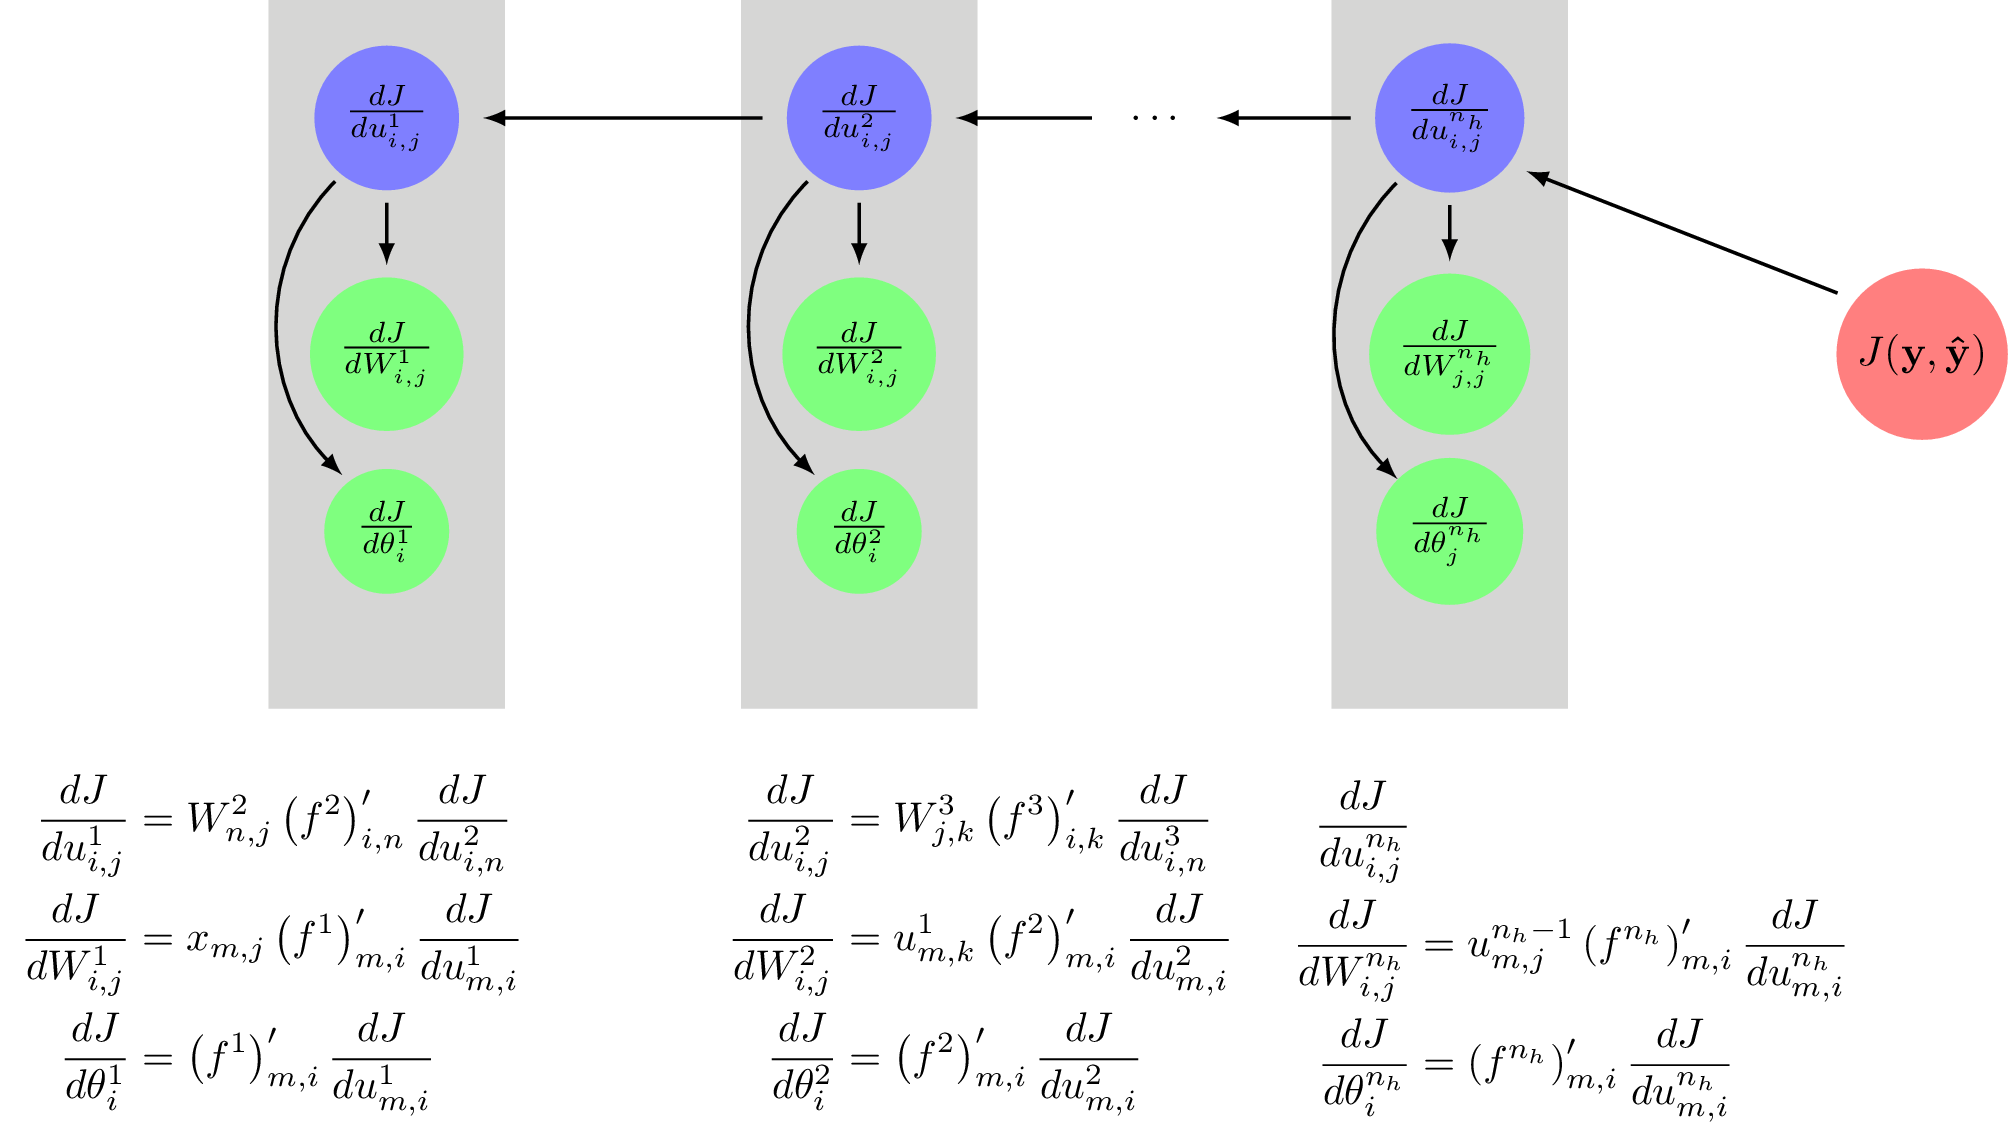 $\frac{dJ}{du^1_{i,j}}$ $\frac{dJ}{du^2_{i,j}}$ $\cdots$ $\frac{dJ}{du^{n_h}_{i,j}}$
$\frac{dJ}{dW^1_{i,j}}$ $\frac{dJ}{dW^2_{i,j}}$ $\frac{dJ}{dW^{n_h}_{j,j}}$ $J(\mathbf{y}, \hat{\mathbf{y}})$
$\frac{dJ}{d\theta^1_i}$ $\frac{dJ}{d\theta^2_i}$ $\frac{dJ}{d\theta^{n_h}_j}$
$\frac{dJ}{du^1_{i,j}} = W^2_{n,j} \left(f^2\right)'_{i,n} \frac{dJ}{du^2_{i,n}}$
$\frac{dJ}{dW^1_{i,j}} = x_{m,j} \left(f^1\right)'_{m,i} \frac{dJ}{du^1_{m,i}}$
$\frac{dJ}{d\theta^1_i} = \left(f^1\right)'_{m,i} \frac{dJ}{du^1_{m,i}}$
$\frac{dJ}{du^2_{i,j}} = W^3_{j,k} \left(f^3\right)'_{i,k} \frac{dJ}{du^3_{i,n}}$
$\frac{dJ}{dW^2_{i,j}} = u^1_{m,k} \left(f^2\right)'_{m,i} \frac{dJ}{du^2_{m,i}}$
$\frac{dJ}{d\theta^2_i} = \left(f^2\right)'_{m,i} \frac{dJ}{du^2_{m,i}}$
$\frac{dJ}{du^{n_h}_{i,j}}$
$\frac{dJ}{dW^{n_h}_{i,j}} = u^{n_h-1}_{m,j} \left(f^{n_h}\right)'_{m,i} \frac{dJ}{du^{n_h}_{m,i}}$
$\frac{dJ}{d\theta^{n_h}_i} = \left(f^{n_h}\right)'_{m,i} \frac{dJ}{du^{n_h}_{m,i}}$